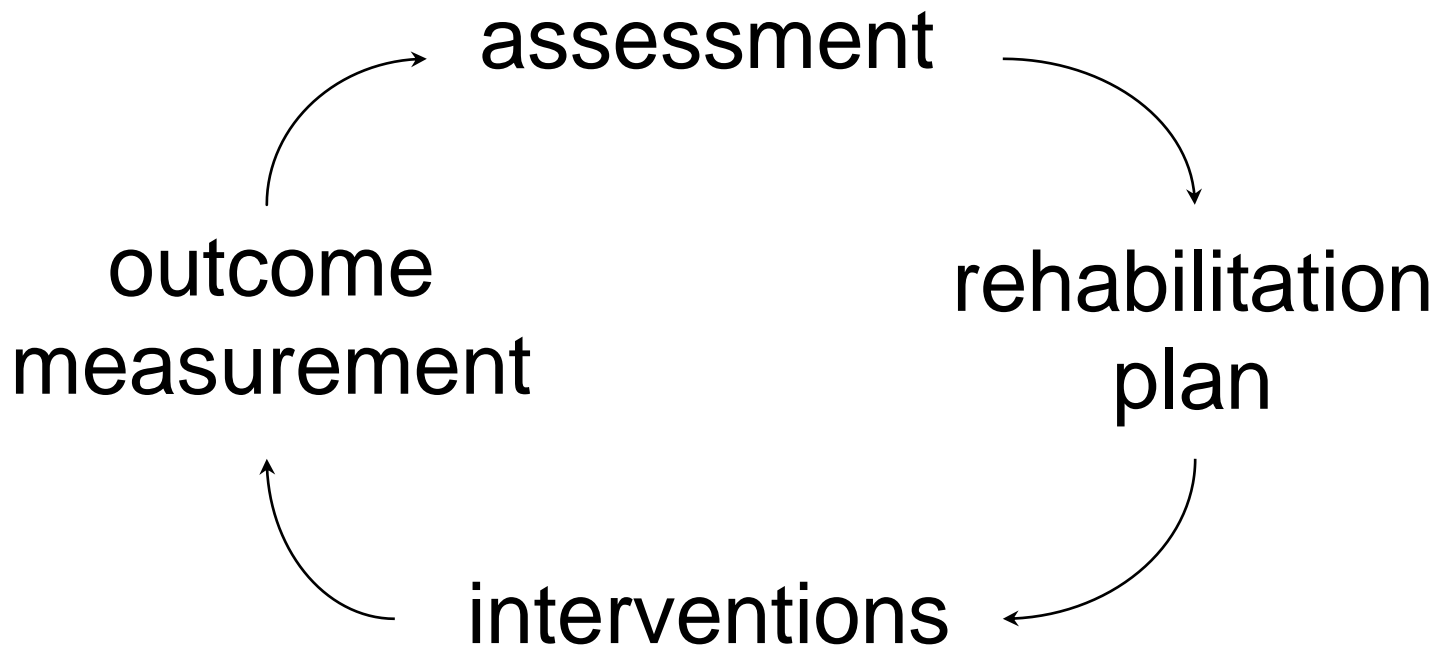 assessment
rehabilitation
plan
interventions
outcome
measurement